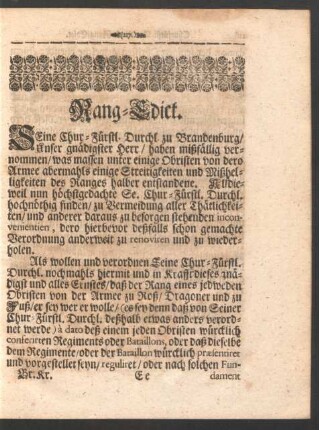 Rang-Edict.
SEine Chur-Fürstl. Durchl. zu Brandenburg/
Unser gnädigster Herr/ haben mißfällig ver-
nommen/ was massen unter einige Obristen von dero
Armee abermahls einige Streitigkeiten und Mißhel-
ligkeiten des Ranges halber entstandene. Alldie-
weil nun höchstgedachte Se. Chur-Fürstl. Durchl.
hochnöthig finden/ zu Vermeidung aller Thätlichkei-
ten/ und anderer daraus zu besorgen stehenden incon-
venientien, dero hierbevor deßfalls schon gemachte
Verordnung anderweit zu renoviren und zu wieder-
holen.
Als wollen und verordnen Seine Chur-Fürstl.
Durchl. nochmahls hiermit und in Krafft dieses gnä-
digst und alles Ernstes/ daß der Rang eines jedweden
Obristen von der Armee zu Roß/ Dragoner und zu
Fuß/ er sey wer er wolle/ (es sey denn daß von Seiner
Chur-Fürstl. Durchl. deßhalb etwas anders verord-
net werde) à dato deß einem jeden Obristen würcklich
conferirten Regiments oder Bataillons, oder daß dieselbe
dem Regimente/ oder der Bataillon würcklich præsentiret
und vorgestellet seyn/ reguliret/ oder nach solchen Fun-
Br. Kr. Ee dament